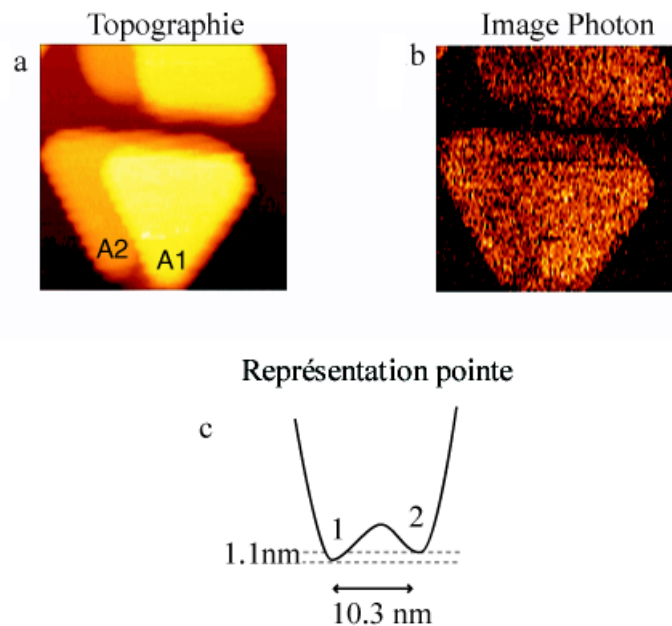 Topographie
Image Photon
a
b
A2
A1
Représentation pointe
c
1
2
1.1nm
10.3 nm